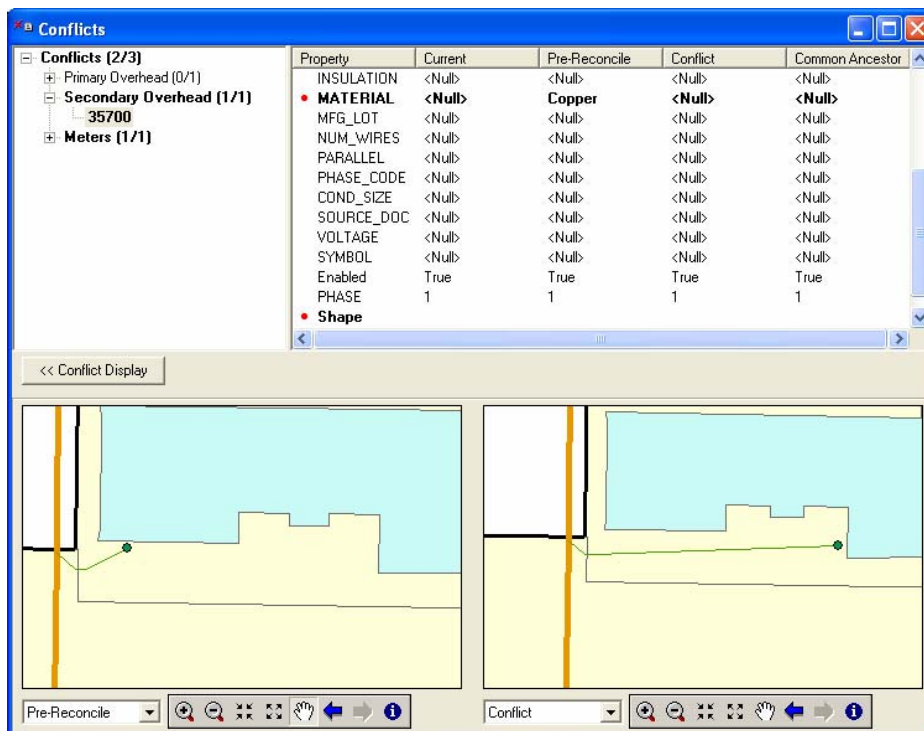 Conflicts
Conflicts (2/3)
Primary Overhead (0/1)
Secondary Overhead (1/1)
35700
Meters (1/1)
Property Current Pre-Reconcile Conflict Common Ancestor
INSULATION <Null> <Null> <Null> <Null>
MATERIAL <Null> Copper <Null> <Null>
MFG_LOT <Null> <Null> <Null> <Null>
NUM_WIRES <Null> <Null> <Null> <Null>
PARALLEL <Null> <Null> <Null> <Null>
PHASE_CODE <Null> <Null> <Null> <Null>
COND_SIZE <Null> <Null> <Null> <Null>
SOURCE_DOC <Null> <Null> <Null> <Null>
VOLTAGE <Null> <Null> <Null> <Null>
SYMBOL <Null> <Null> <Null> <Null>
Enabled True True True True
PHASE 1 1 1 1
Shape
<< Conflict Display
Pre-Reconcile
Conflict